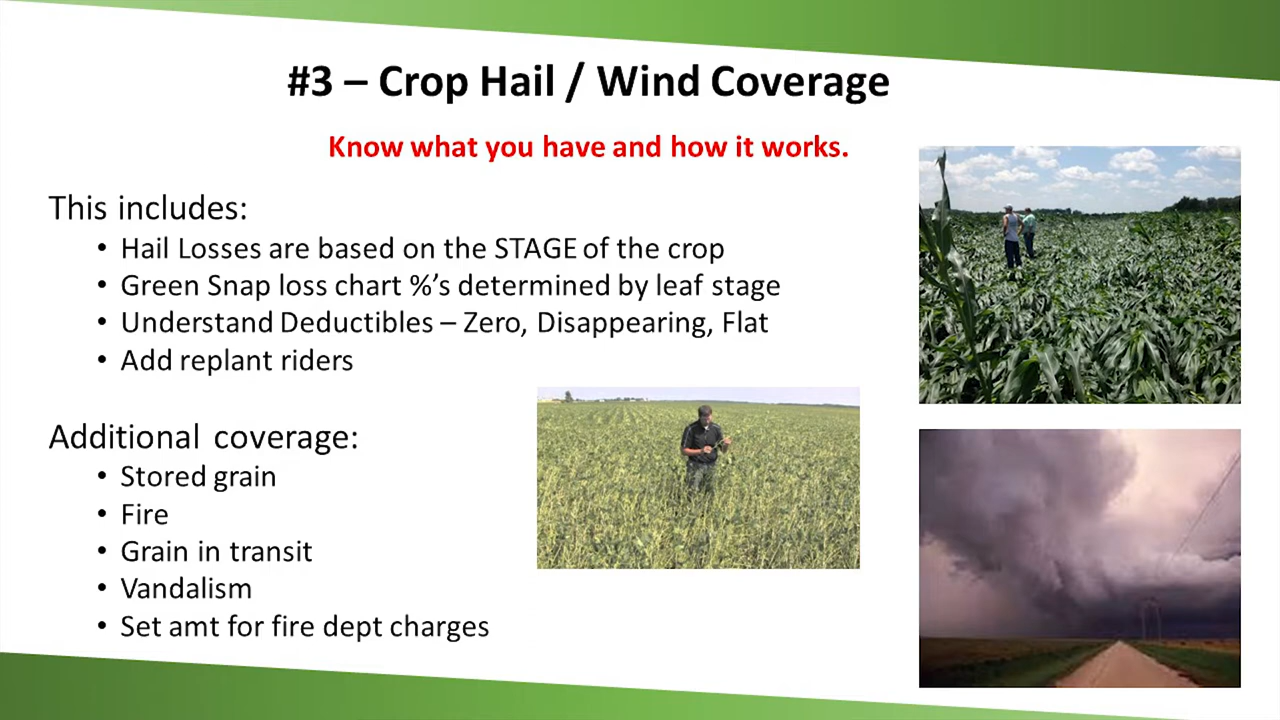 #3 – Crop Hail / Wind Coverage
Know what you have and how it works.
This includes:
• Hail Losses are based on the STAGE of the crop
• Green Snap loss chart %’s determined by leaf stage
• Understand Deductibles – Zero, Disappearing, Flat
• Add replant riders
Additional coverage:
• Stored grain
• Fire
• Grain in transit
• Vandalism
• Set amt for fire dept charges